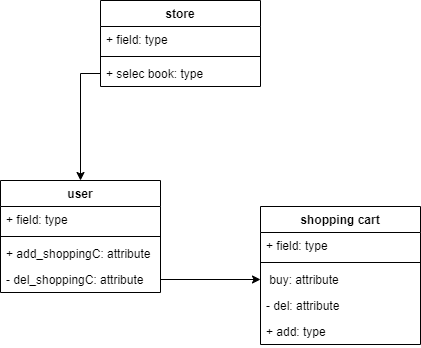 store
+ field: type
+ selec book: type
user
+ field: type
+ add_shoppingC: attribute
- del_shoppingC: attribute
shopping cart
+ field: type
buy: attribute
- del: attribute
+ add: type